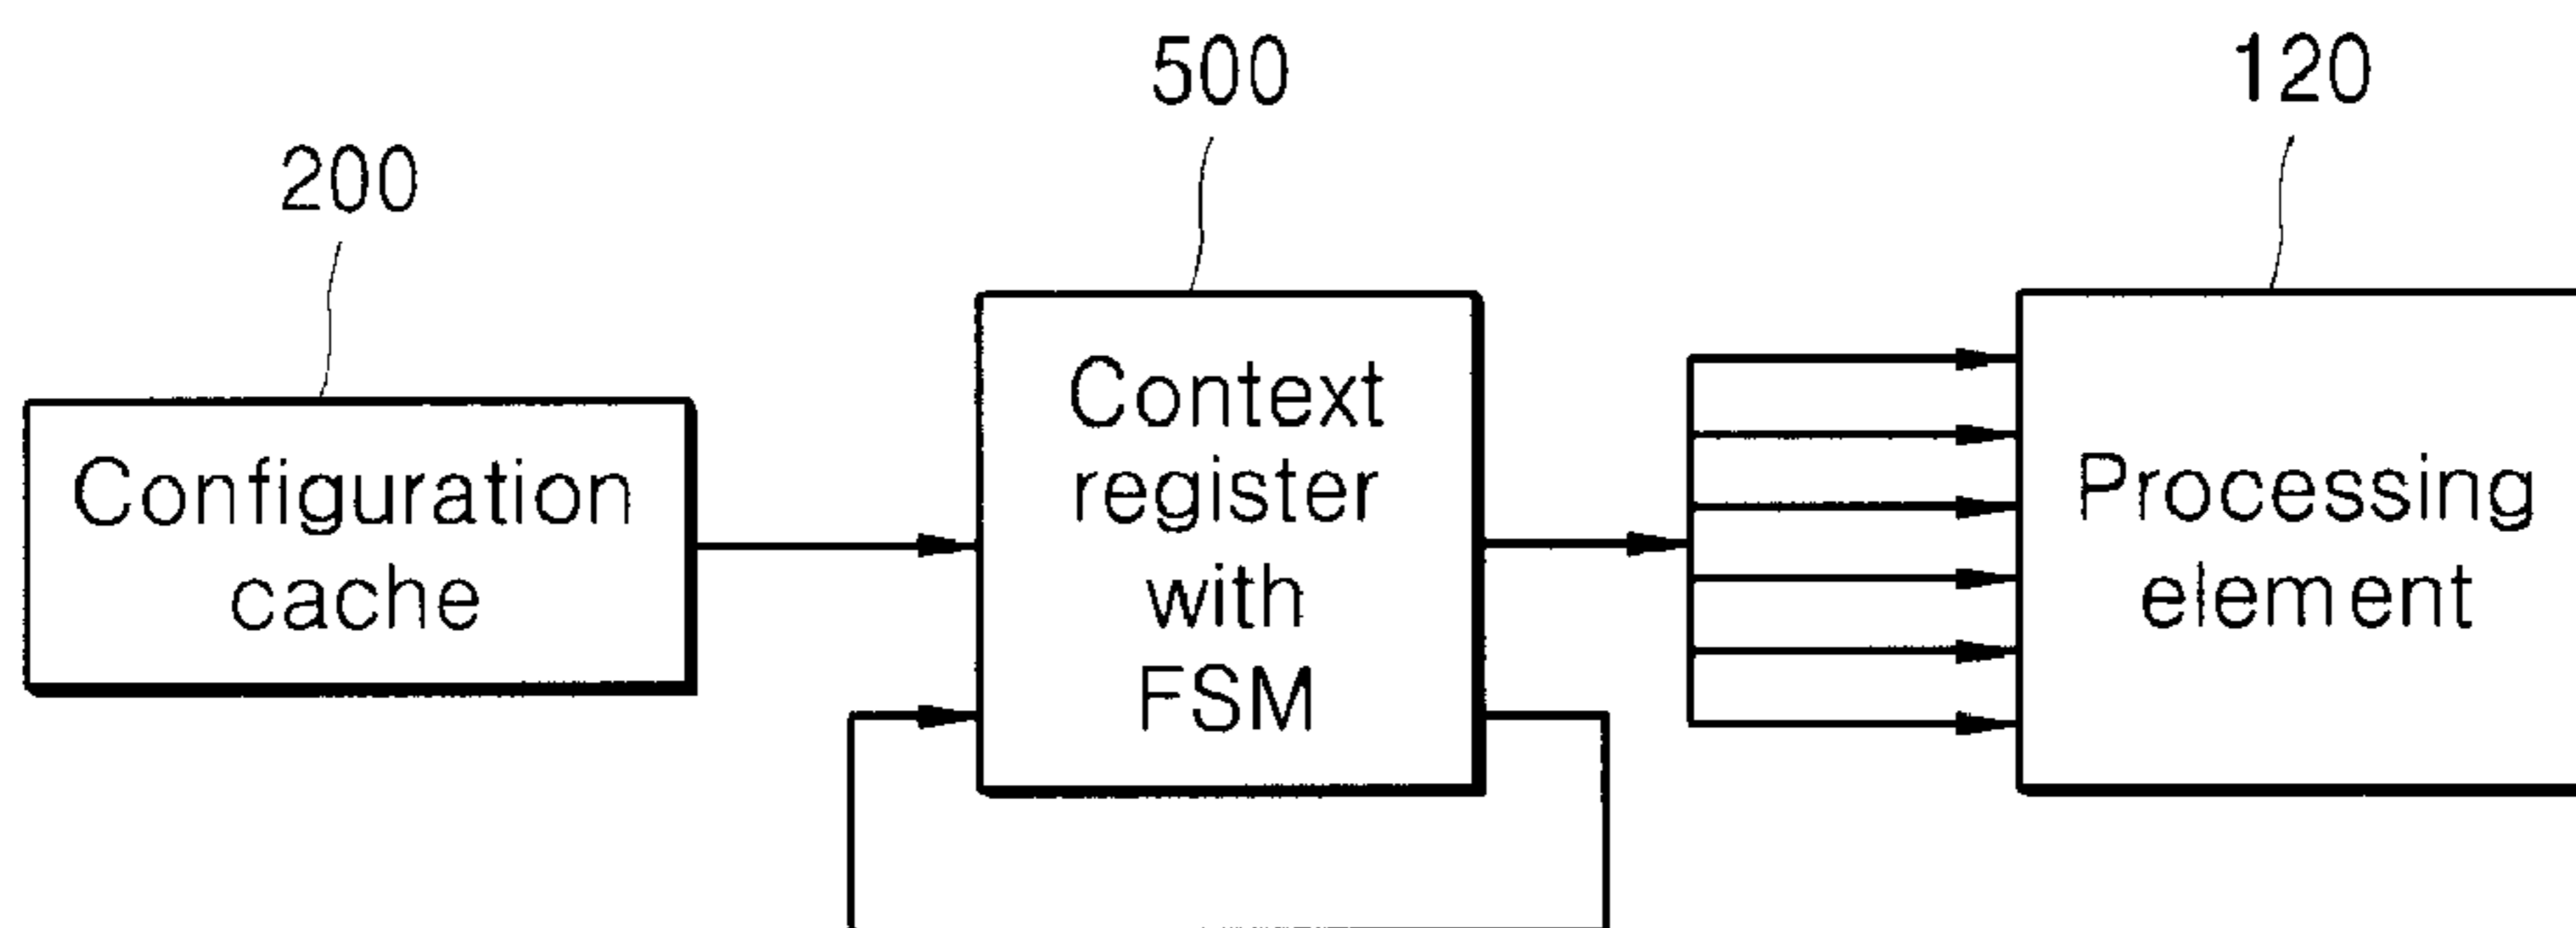 200
500
120
Configuration
cache
Context
register
with
FSM
Processing
element